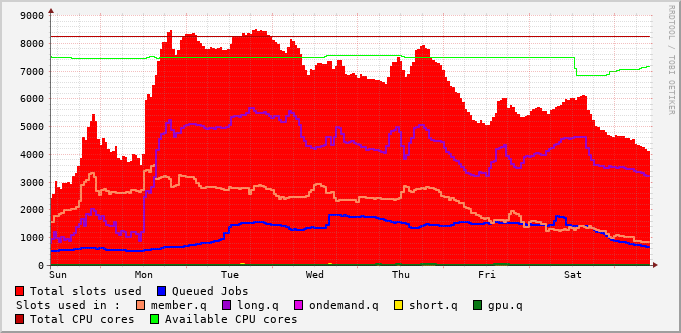 9000
8000
7000
6000
5000
4000
3000
2000
1000
0
Sun Mon Tue Wed Thu Fri Sat
RRDTOOL / TOBI OETIKER
Total slots used Queued Jobs
Slots used in : member.q long.q ondemand.q short.q gpu.q
Total CPU cores Available CPU cores